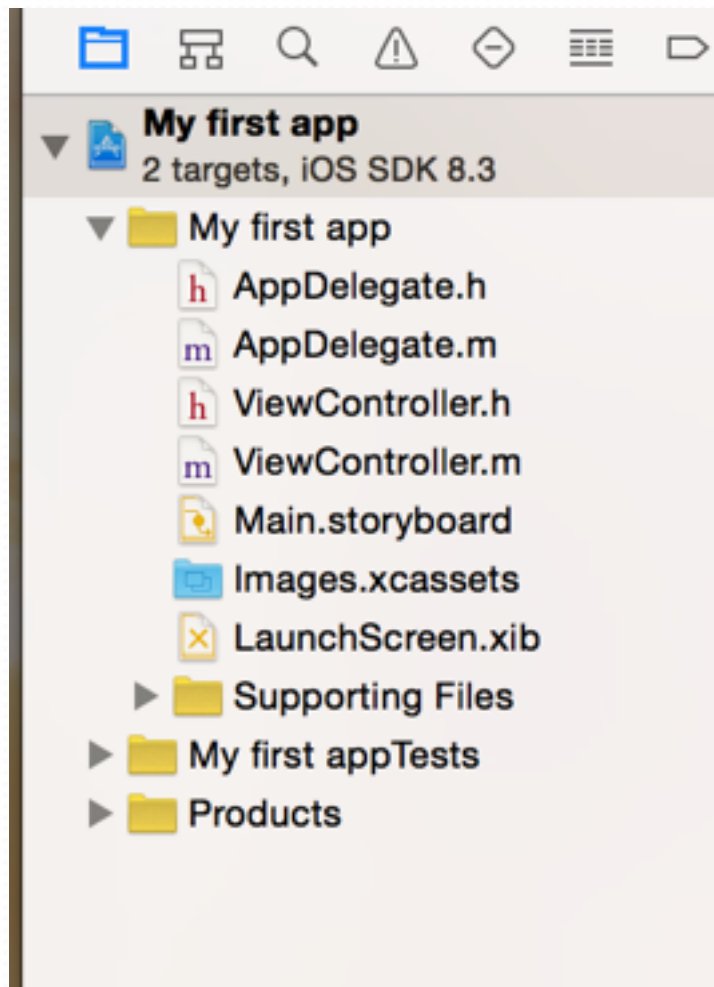 My first app
2 targets, iOS SDK 8.3
My first app
h AppDelegate.h
m AppDelegate.m
h ViewController.h
m ViewController.m
Main.storyboard
Images.xcassets
LaunchScreen.xib
Supporting Files
My first appTests
Products